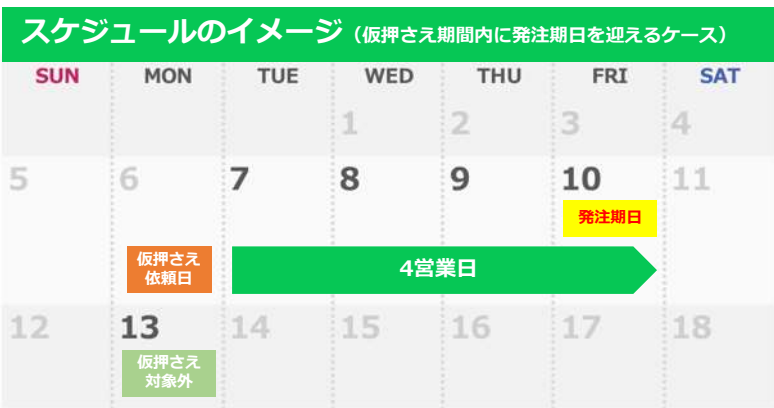 スケジュールのイメージ（仮押さえ期間内に発注期日を迎えるケース）
SUN MON TUE WED THU FRI SAT
1 2 3 4
5 6 7 8 9 10 11
発注期日
仮押さえ
依頼日
4営業日
12 13 14 15 16 17 18
仮押さえ
対象外